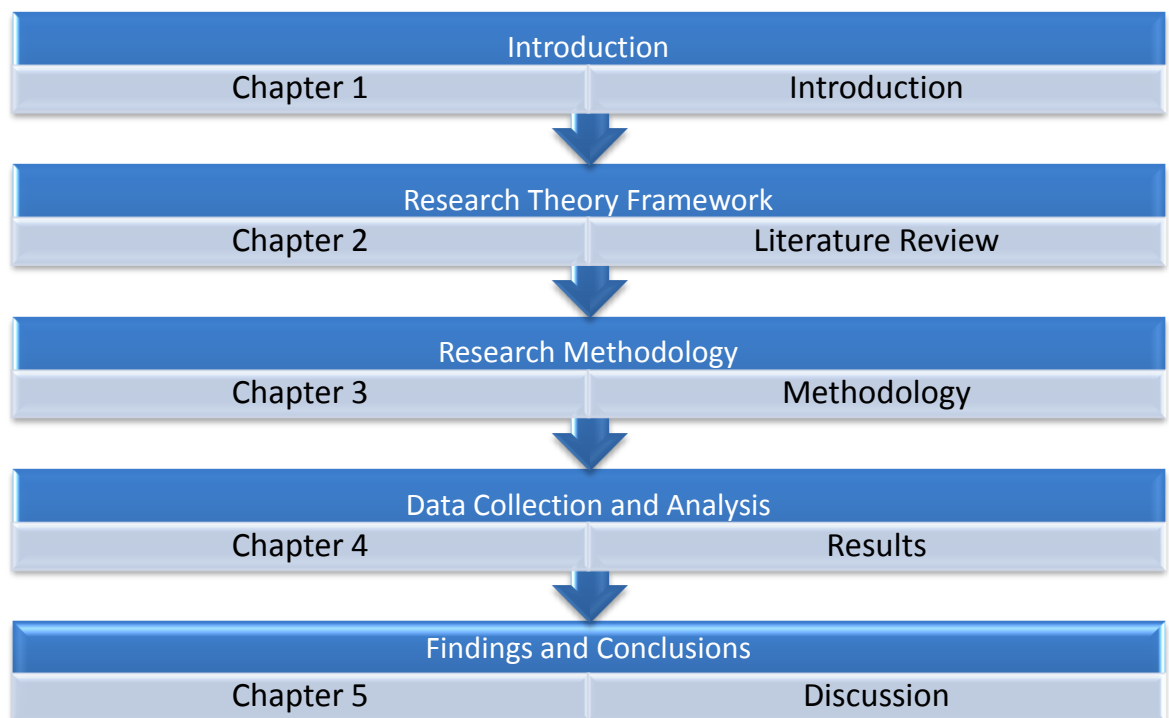 Introduction
Chapter 1 Introduction
Research Theory Framework
Chapter 2 Literature Review
Research Methodology
Chapter 3 Methodology
Data Collection and Analysis
Chapter 4 Results
Findings and Conclusions
Chapter 5 Discussion